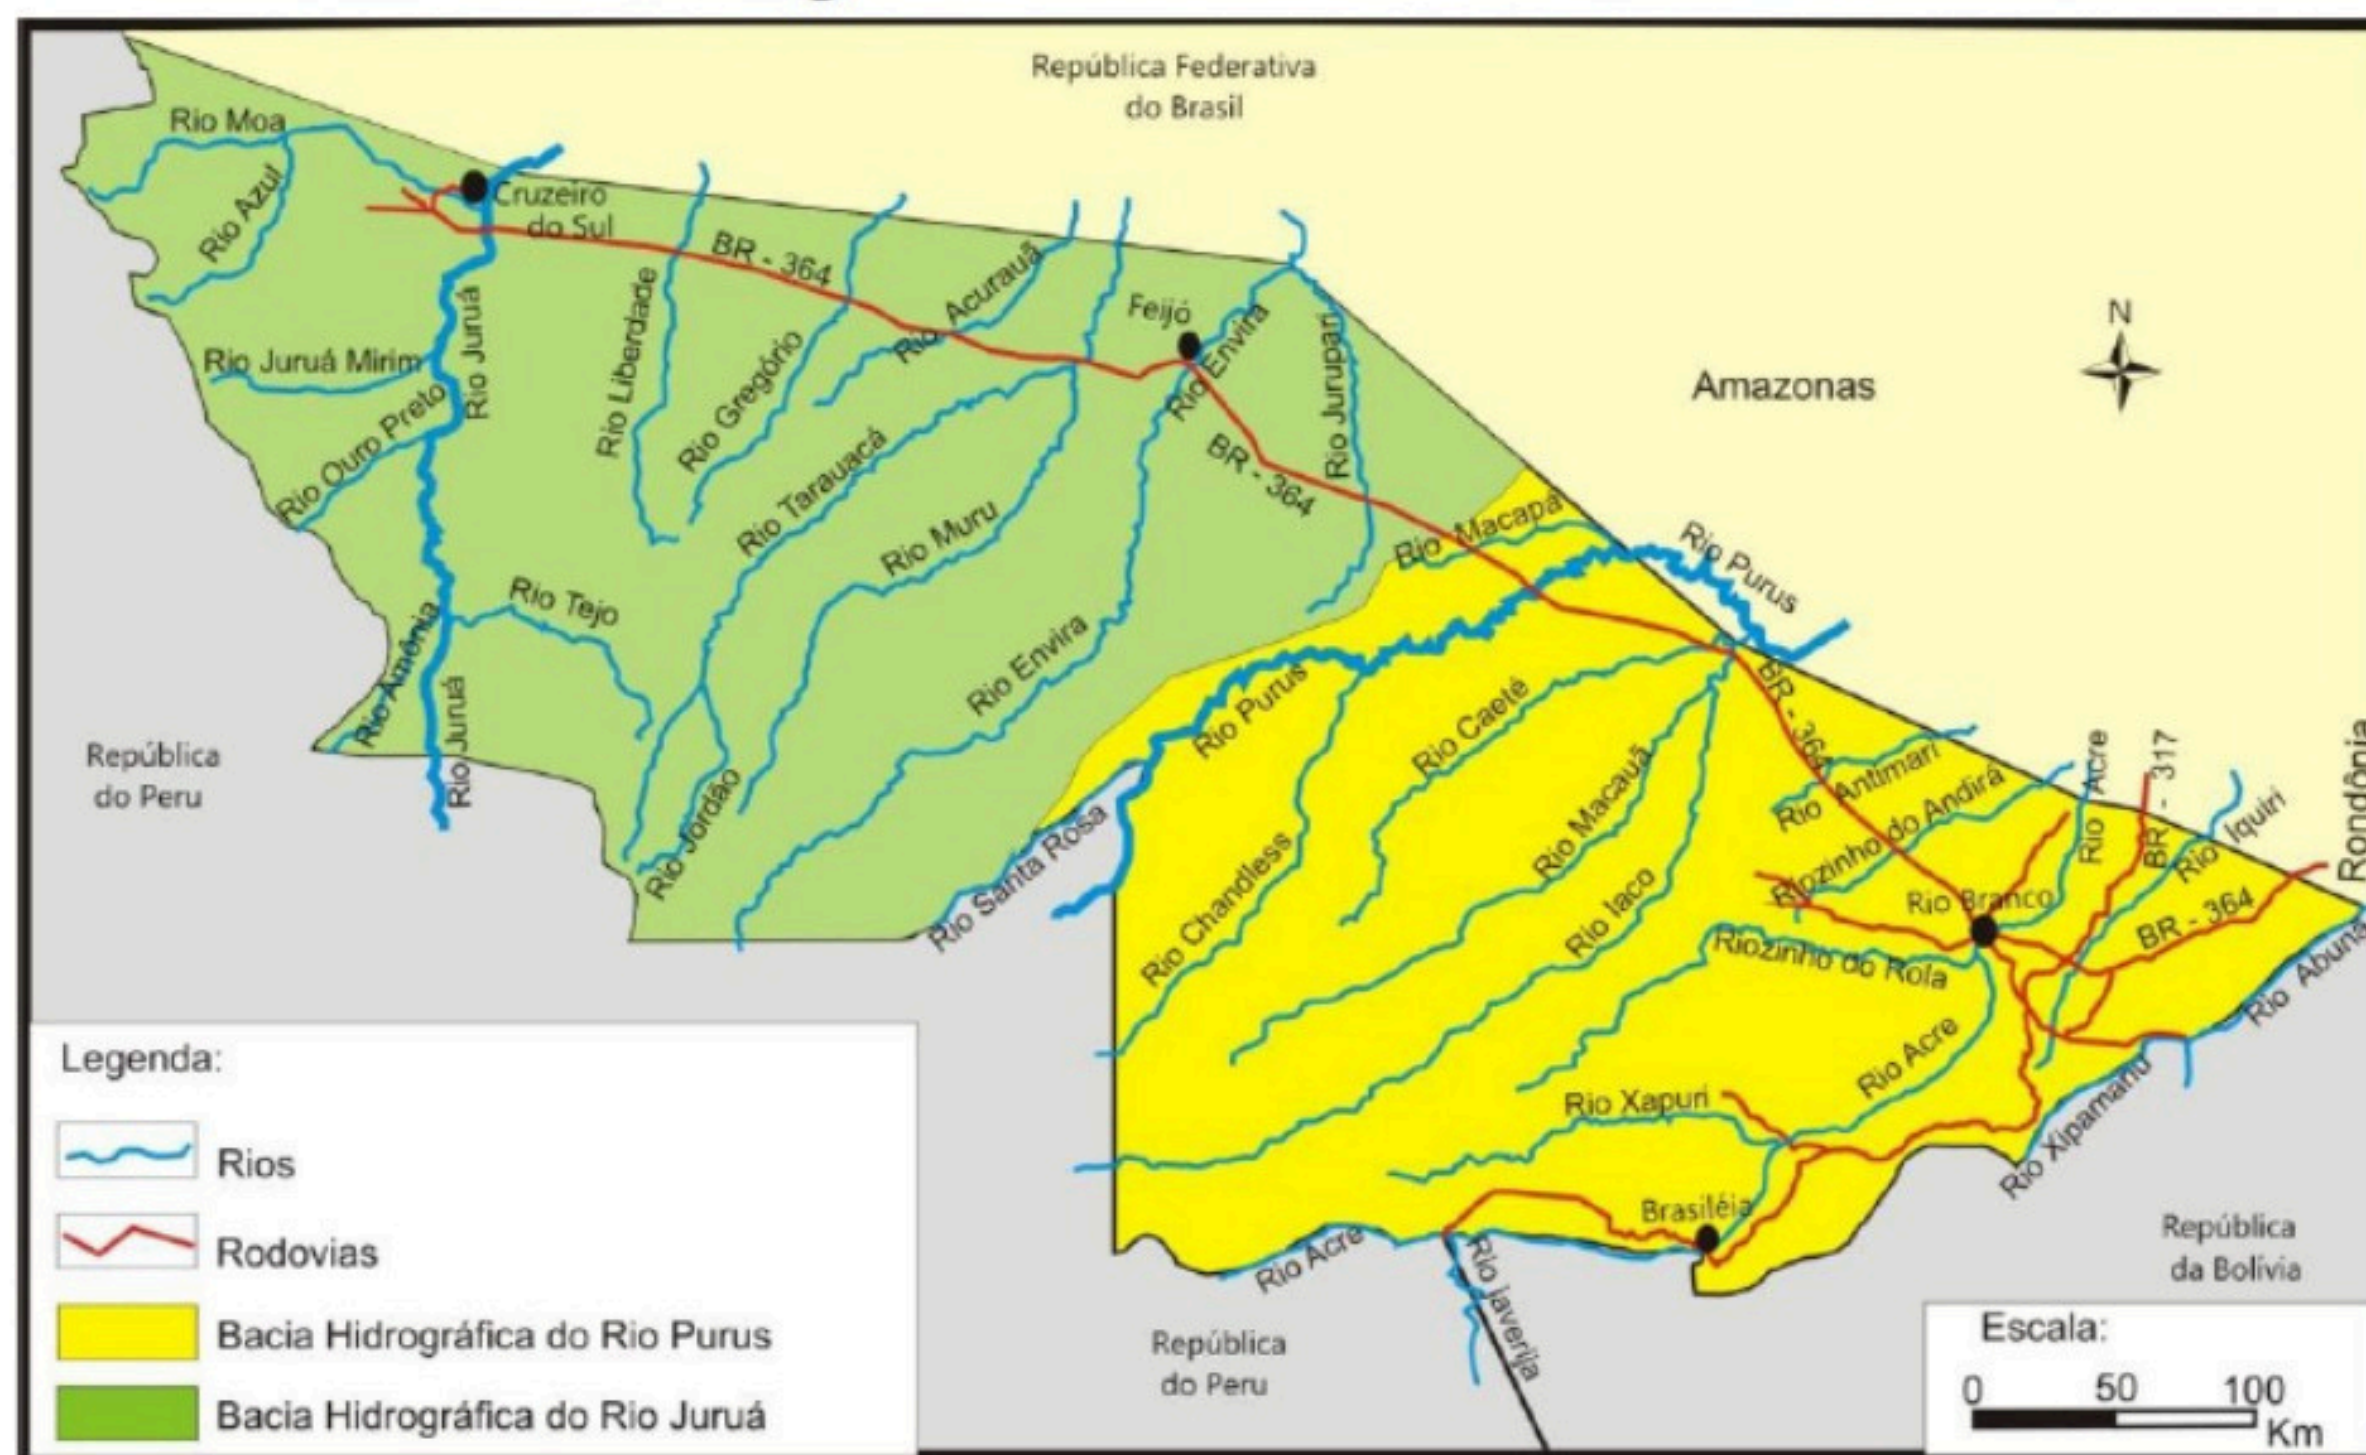 República Federativa
do Brasil
Rio Moa
Rio Azul
Cruzeiro
do Sul
BR - 364
Rio Acurauã
Feijó
Rio Envira
Rio Jurupari
N
Amazonas
Rio Juruá Mirim
Rio Juruá
Rio Liberdade
Rio Gregório
Rio Ouro Preto
Rio Tarauacá
Rio Muru
BR - 364
Rio Macapá
Rio Purus
Rio Tejo
Rio Amônia
Rio Juruá
Rio Envira
Rio Purus
Rio Caeté
BR - 364
República
do Peru
Rio Jordão
Rio Santa Rosa
Rio Chandless
Rio Macauã
Rio Iaco
Rio Antimari
Riozinho do Andirá
Rio Acre
BR - 317
Rio Iquiri
Rondônia
Rio Branco
BR - 364
Riozinho do Rola
Rio Abunã
Rio Acre
Rio Xapuri
Rio Xipamanu
Brasiléia
Rio Acre
Rio iaverija
República
da Bolívia
República
do Peru
Legenda:
Rios
Rodovias
Bacia Hidrográfica do Rio Purus
Bacia Hidrográfica do Rio Juruá
Escala:
0 50 100
Km